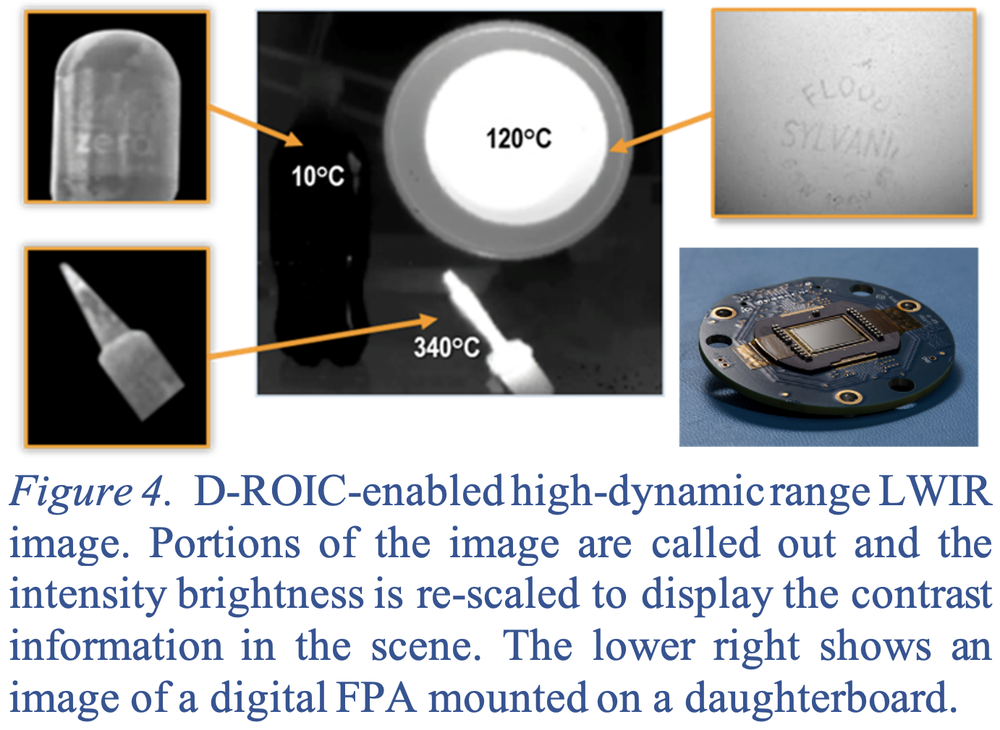 zero
10°C
120°C
340°C
FLOOD
Figure 4. D-ROIC-enabled high-dynamic range LWIR
image. Portions of the image are called out and the
intensity brightness is re-scaled to display the contrast
information in the scene. The lower right shows an
image of a digital FPA mounted on a daughterboard.